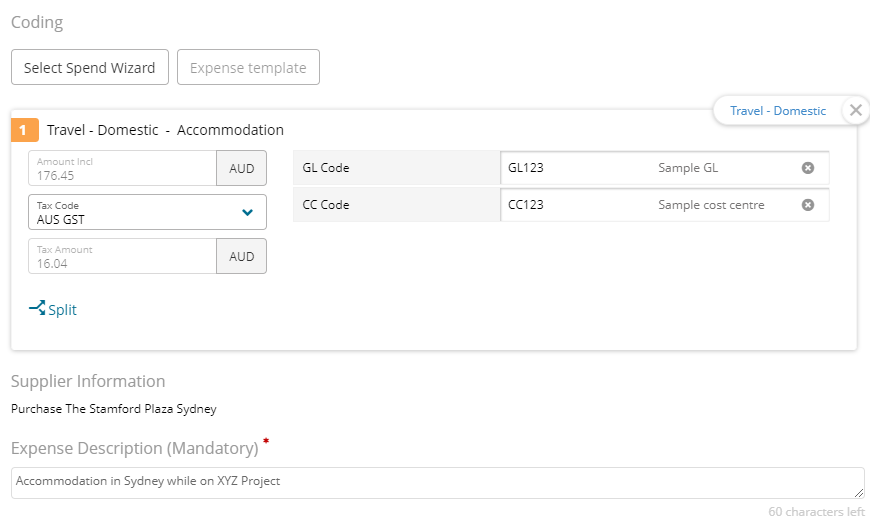 Coding
Select Spend Wizard
Expense template
Travel - Domestic
1 Travel - Domestic - Accommodation
Amount Incl
176.45 AUD
GL Code GL123 Sample GL
Tax Code
AUS GST
CC Code CC123 Sample cost centre
Tax Amount
16.04 AUD
Split
Supplier Information
Purchase The Stamford Plaza Sydney
Expense Description (Mandatory) *
Accommodation in Sydney while on XYZ Project
60 characters left